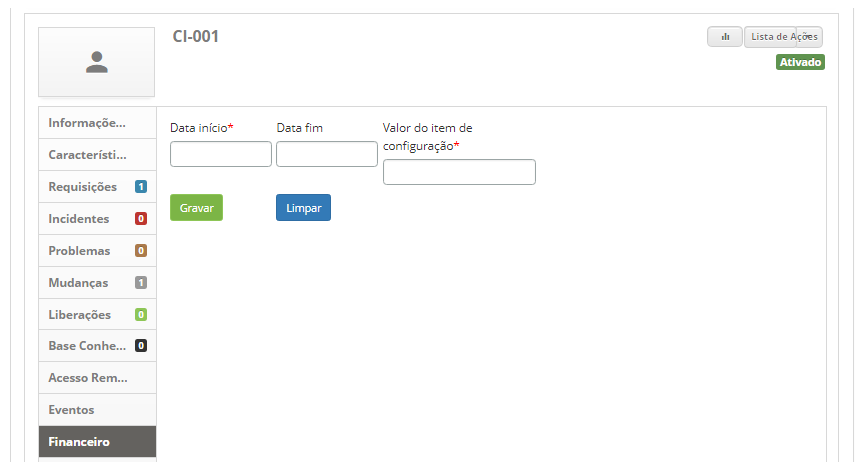 CI-001
Lista de Ações
Ativado
Informaçõe...
Característi...
Requisições 1
Incidentes 0
Problemas 0
Mudanças 1
Liberações 0
Base Conhe... 0
Acesso Rem...
Eventos
Financeiro
Data início*
Data fim
Valor do item de
configuração*
Gravar
Limpar